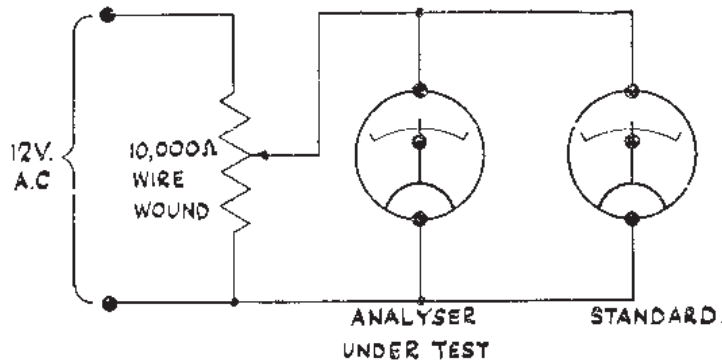 12V.
A.C
10,000Ω
WIRE
WOUND
ANALYSER
UNDER TEST
STANDARD.